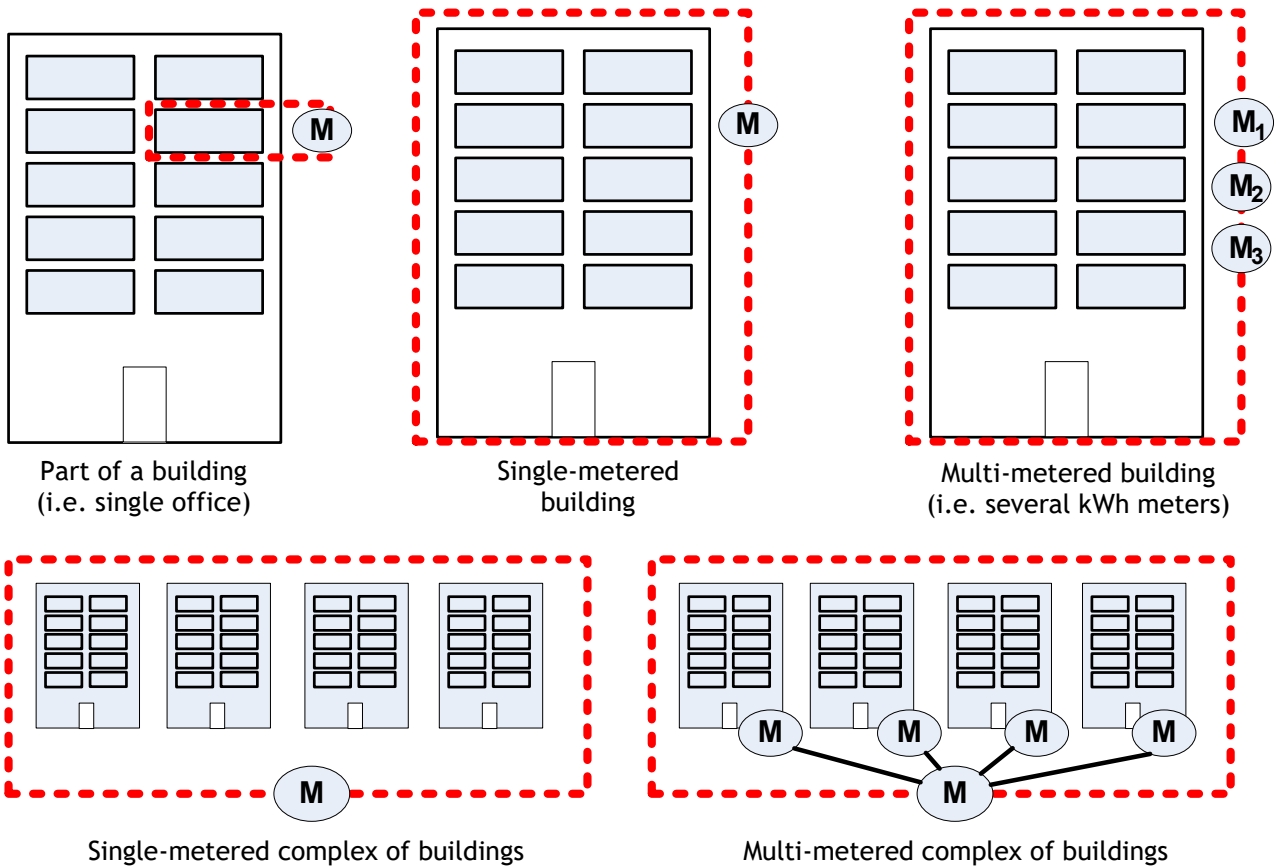 M
M
M₁
M₂
M₃
Part of a building
(i.e. single office)
Single-metered
building
Multi-metered building
(i.e. several kWh meters)
M
M
M
M
M
M
Single-metered complex of buildings
Multi-metered complex of buildings